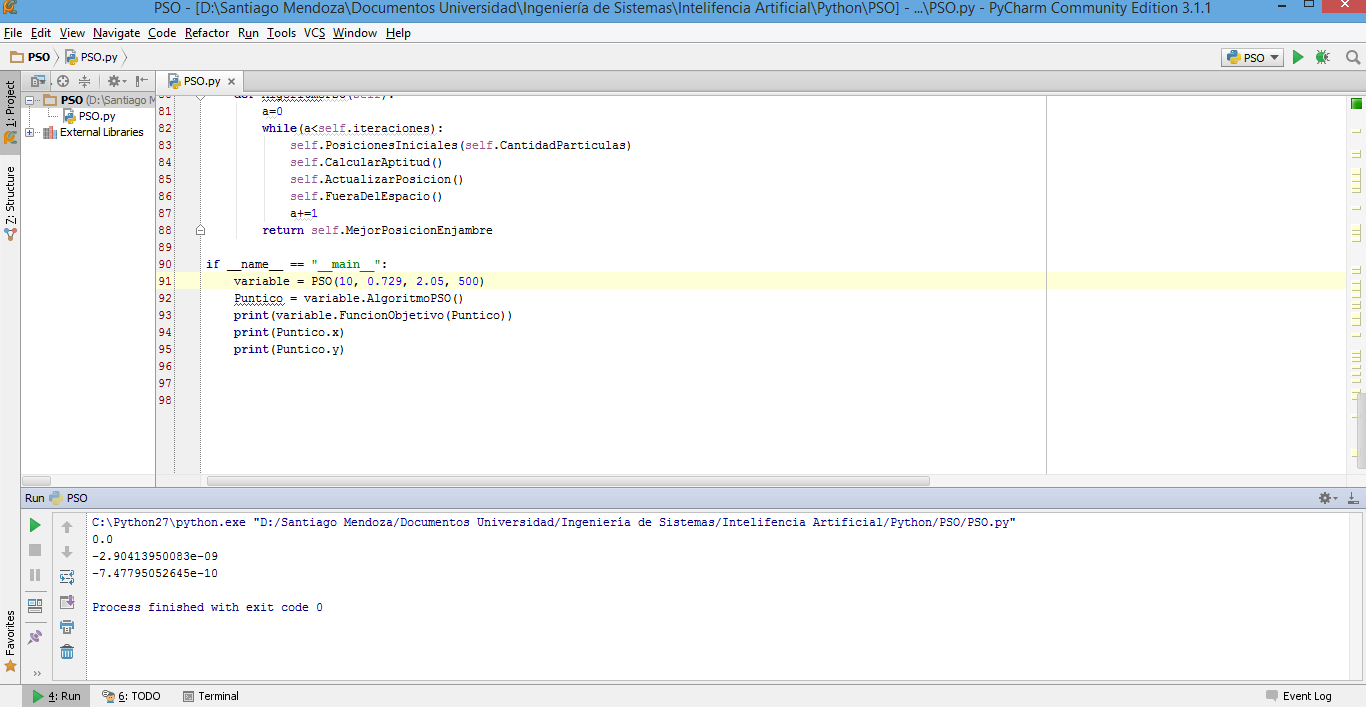 PSO - [D:\Santiago Mendoza\Documentos Universidad\Ingeniería de Sistemas\Intelifencia Artificial\Python\PSO] - ...\PSO.py - PyCharm Community Edition 3.1.1
File Edit View Navigate Code Refactor Run Tools VCS Window Help
PSO PSO.py PSO
1: Project
PSO.py
PSO (D:\Santiago M
PSO.py
External Libraries
Z: Structure
81 a=0
82 while(a<self.iteraciones):
83 self.PosicionesIniciales(self.CantidadParticulas)
84 self.CalcularAptitud()
85 self.ActualizarPosicion()
86 self.FueraDelEspacio()
87 a+=1
88 return self.MejorPosicionEnjambre
89
90 if __name__ == "__main__":
91 variable = PSO(10, 0.729, 2.05, 500)
92 Puntico = variable.AlgoritmoPSO()
93 print(variable.FuncionObjetivo(Puntico))
94 print(Puntico.x)
95 print(Puntico.y)
96
97
98
Run PSO
C:\Python27\python.exe "D:/Santiago Mendoza/Documentos Universidad/Ingeniería de Sistemas/Intelifencia Artificial/Python/PSO/PSO.py"
0.0
-2.90413950083e-09
-7.47795052645e-10
Process finished with exit code 0
Favorites
4: Run 6: TODO Terminal Event Log